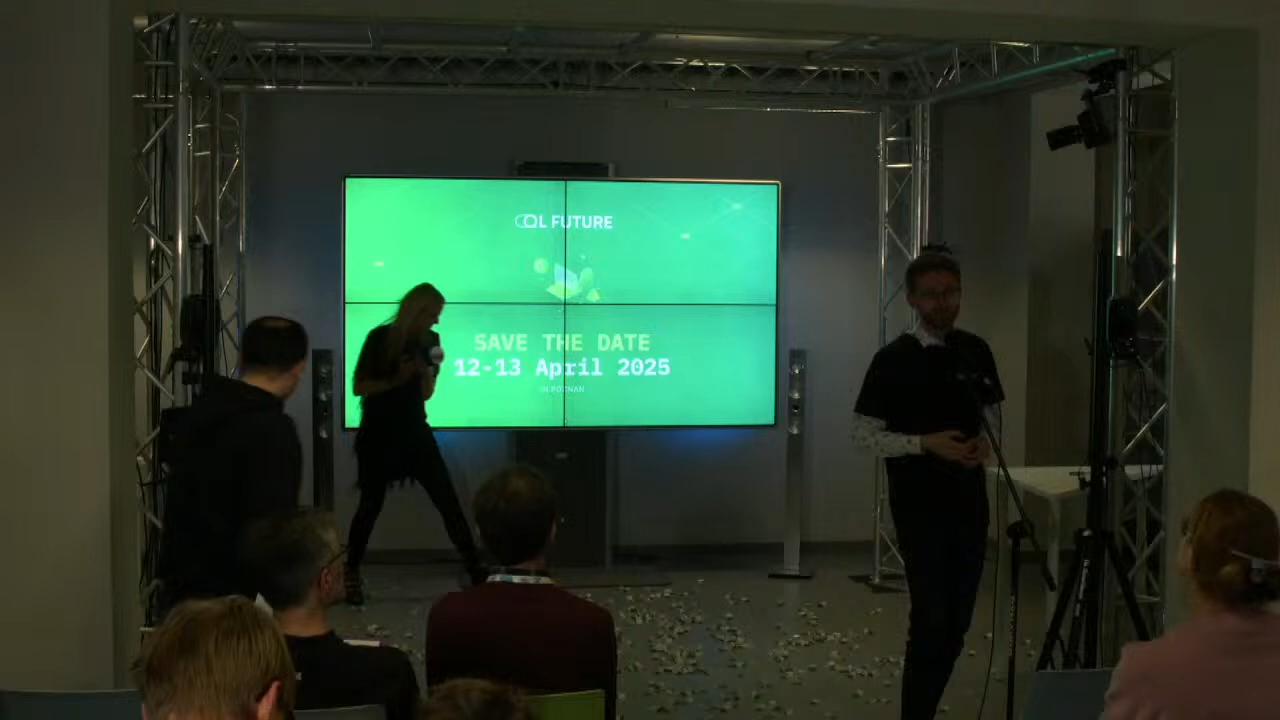 COOL FUTURE
SAVE THE DATE
12-13 April 2025
IN POZNAN